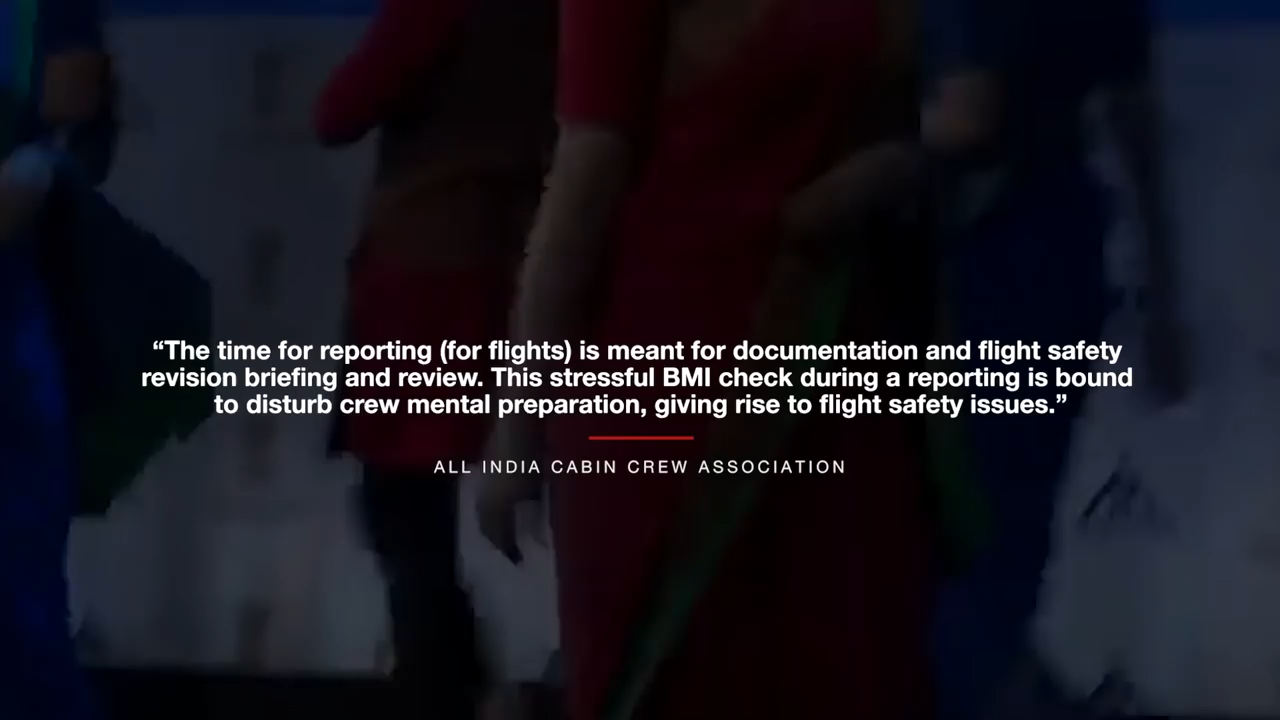 “The time for reporting (for flights) is meant for documentation and flight safety
revision briefing and review. This stressful BMI check during a reporting is bound
to disturb crew mental preparation, giving rise to flight safety issues.”
ALL INDIA CABIN CREW ASSOCIATION